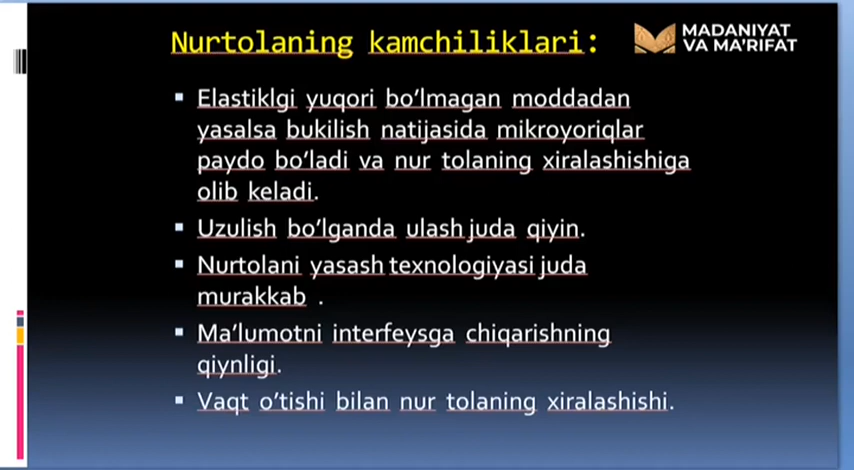 Nurtolaning kamchiliklari:
MADANIYAT
VA MA'RIFAT
▪ Elastiklgi yuqori bo'lmagan moddadan
yasalsa bukilish natijasida mikroyoriqlar
paydo bo'ladi va nur tolaning xiralashishiga
olib keladi.
▪ Uzulish bo'lganda ulash juda qiyin.
▪ Nurtolani yasash texnologiyasi juda
murakkab .
▪ Ma'lumotni interfeysga chiqarishning
qiynligi.
▪ Vaqt o'tishi bilan nur tolaning xiralashishi.